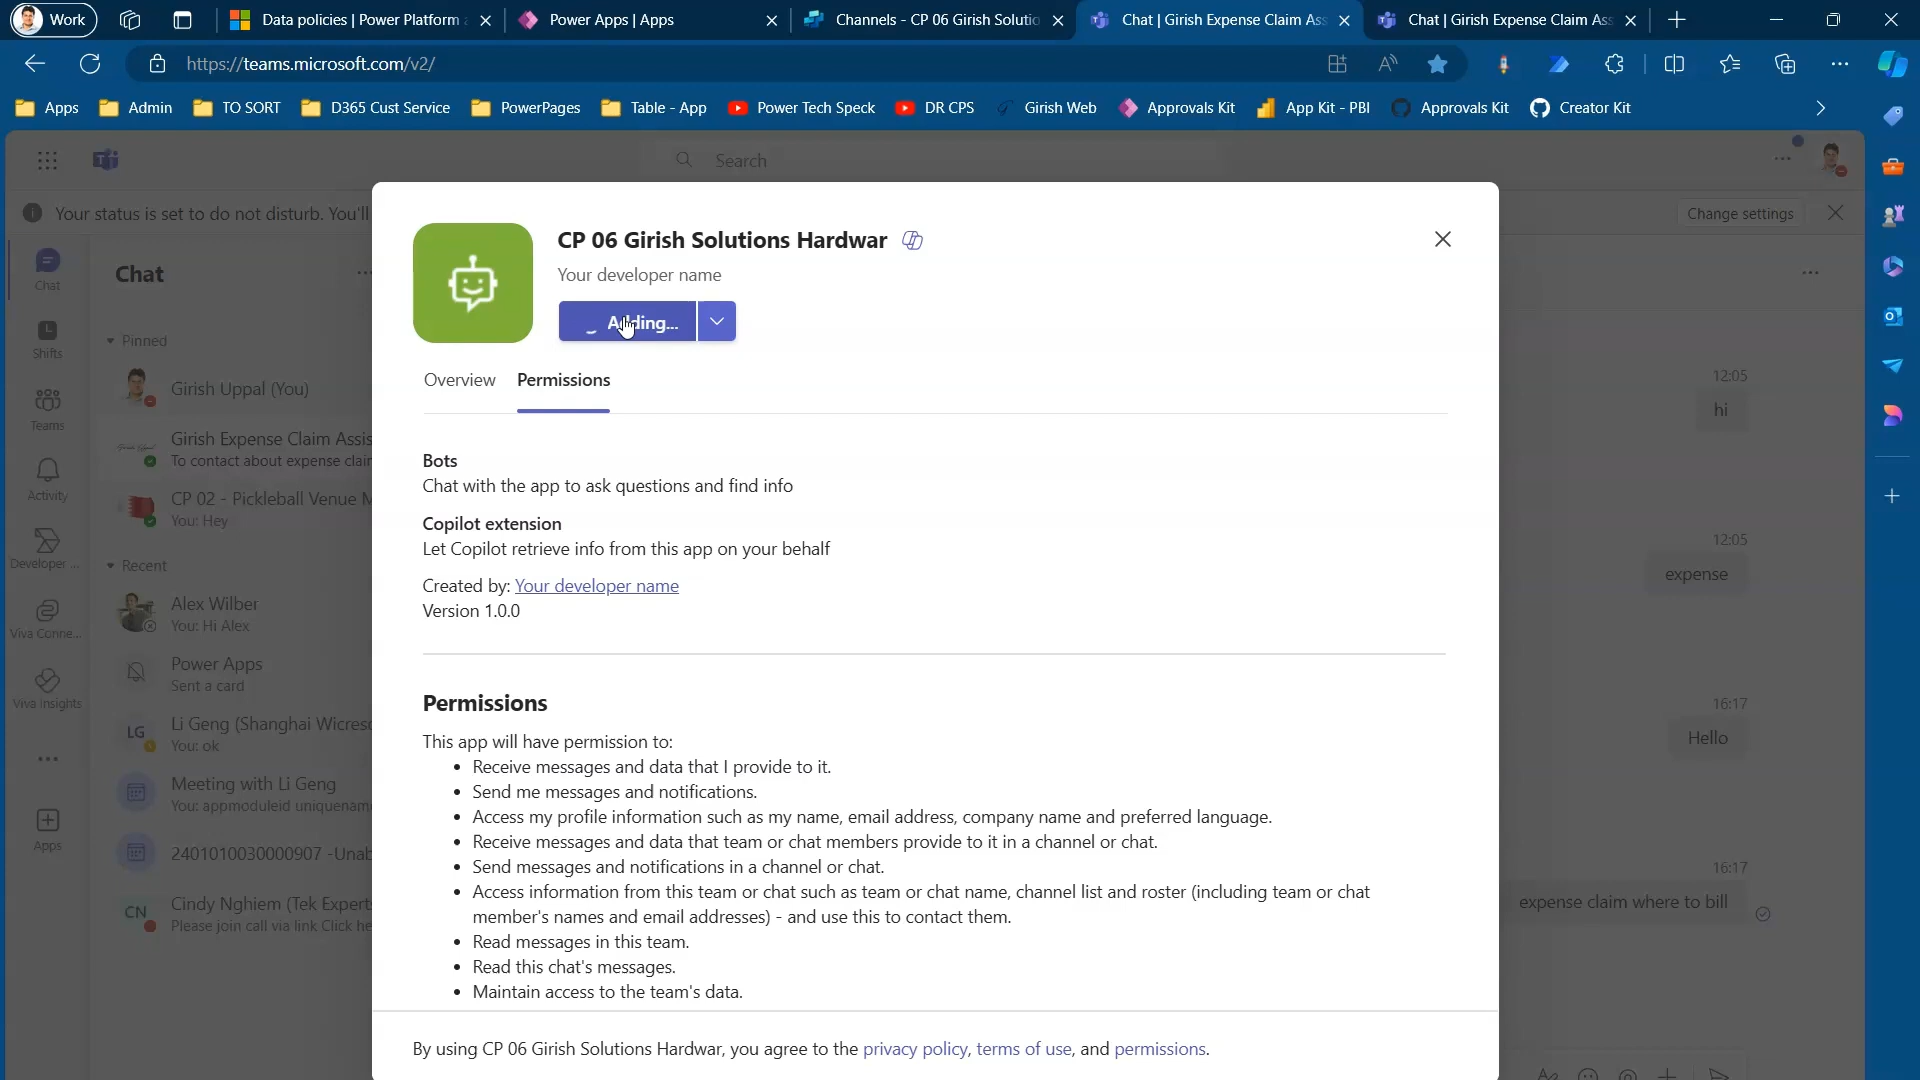 Work
Data policies | Power Platform a
Power Apps | Apps
Channels - CP 06 Girish Solutio
Chat | Girish Expense Claim Ass
Chat | Girish Expense Claim Ass
https://teams.microsoft.com/v2/
Apps
Admin
TO SORT
D365 Cust Service
PowerPages
Table - App
Power Tech Speck
DR CPS
Girish Web
Approvals Kit
App Kit - PBI
Approvals Kit
Creator Kit
Search
Your status is set to do not disturb. You'll
Change settings
Chat
Shifts
Teams
Activity
Developer ...
Viva Conne...
Viva Insights
Apps
Chat
Pinned
Girish Uppal (You)
Girish Expense Claim Assis
To contact about expense clair
CP 02 - Pickleball Venue M
You: Hey
Recent
Alex Wilber
You: Hi Alex
Power Apps
Sent a card
LG
Li Geng (Shanghai Wicres
You: ok
Meeting with Li Geng
You: appmoduleid uniquenam
2401010030000907 -Unab
CN
Cindy Nghiem (Tek Expert
Please join call via link Click he
CP 06 Girish Solutions Hardwar
Your developer name
Adding...
Overview
Permissions
Bots
Chat with the app to ask questions and find info
Copilot extension
Let Copilot retrieve info from this app on your behalf
Created by: Your developer name
Version 1.0.0
Permissions
This app will have permission to:
• Receive messages and data that I provide to it.
• Send me messages and notifications.
• Access my profile information such as my name, email address, company name and preferred language.
• Receive messages and data that team or chat members provide to it in a channel or chat.
• Send messages and notifications in a channel or chat.
• Access information from this team or chat such as team or chat name, channel list and roster (including team or chat
member's names and email addresses) - and use this to contact them.
• Read messages in this team.
• Read this chat's messages.
• Maintain access to the team's data.
By using CP 06 Girish Solutions Hardwar, you agree to the privacy policy, terms of use, and permissions.
12:05
hi
12:05
expense
16:17
Hello
16:17
expense claim where to bill